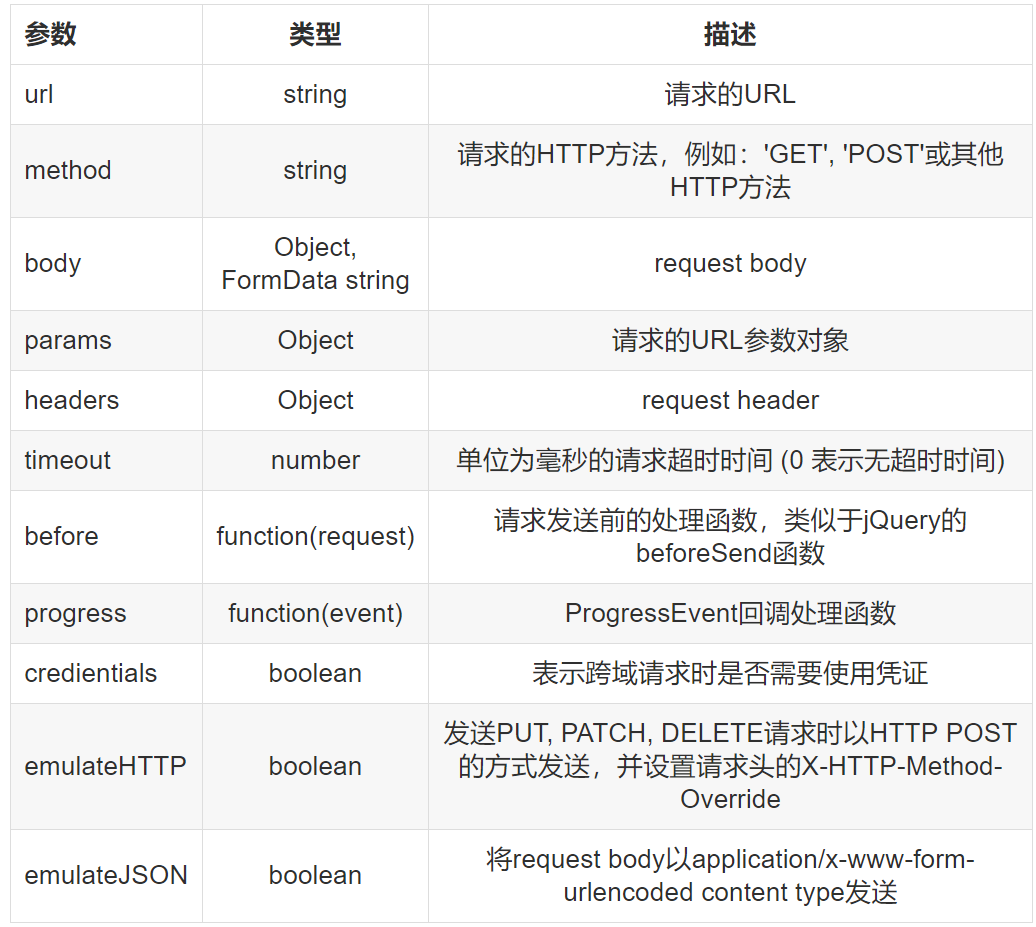 参数 类型 描述
url string 请求的URL
method string 请求的HTTP方法，例如：'GET', 'POST'或其他
HTTP方法
body Object,
FormData string request body
params Object 请求的URL参数对象
headers Object request header
timeout number 单位为毫秒的请求超时时间 (0 表示无超时时间)
before function(request) 请求发送前的处理函数，类似于jQuery的
beforeSend函数
progress function(event) ProgressEvent回调处理函数
credientials boolean 表示跨域请求时是否需要使用凭证
emulateHTTP boolean 发送PUT, PATCH, DELETE请求时以HTTP POST
的方式发送，并设置请求头的X-HTTP-Method-
Override
emulateJSON boolean 将request body以application/x-www-form-
urlencoded content type发送